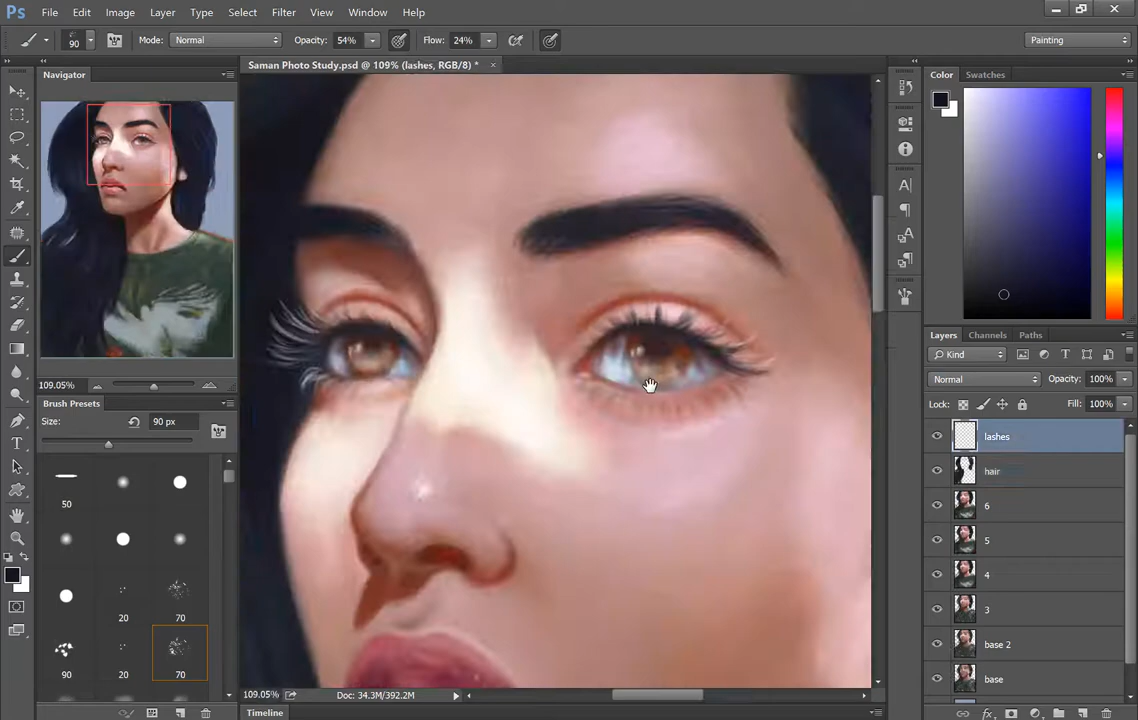 Ps File Edit Image Layer Type Select Filter View Window Help
90 Mode: Normal Opacity: 54% Flow: 24% Painting
Saman Photo Study.psd @ 109% (lashes, RGB/8) * ×
Navigator
109.05%
Brush Presets
Size: 90 px
50
20 70
90 20 70
Color Swatches
Layers Channels Paths
Kind
Normal Opacity: 100%
Lock: Fill: 100%
lashes
hair
6
5
4
3
base 2
base
109.05% Doc: 34.3M/392.2M
Timeline